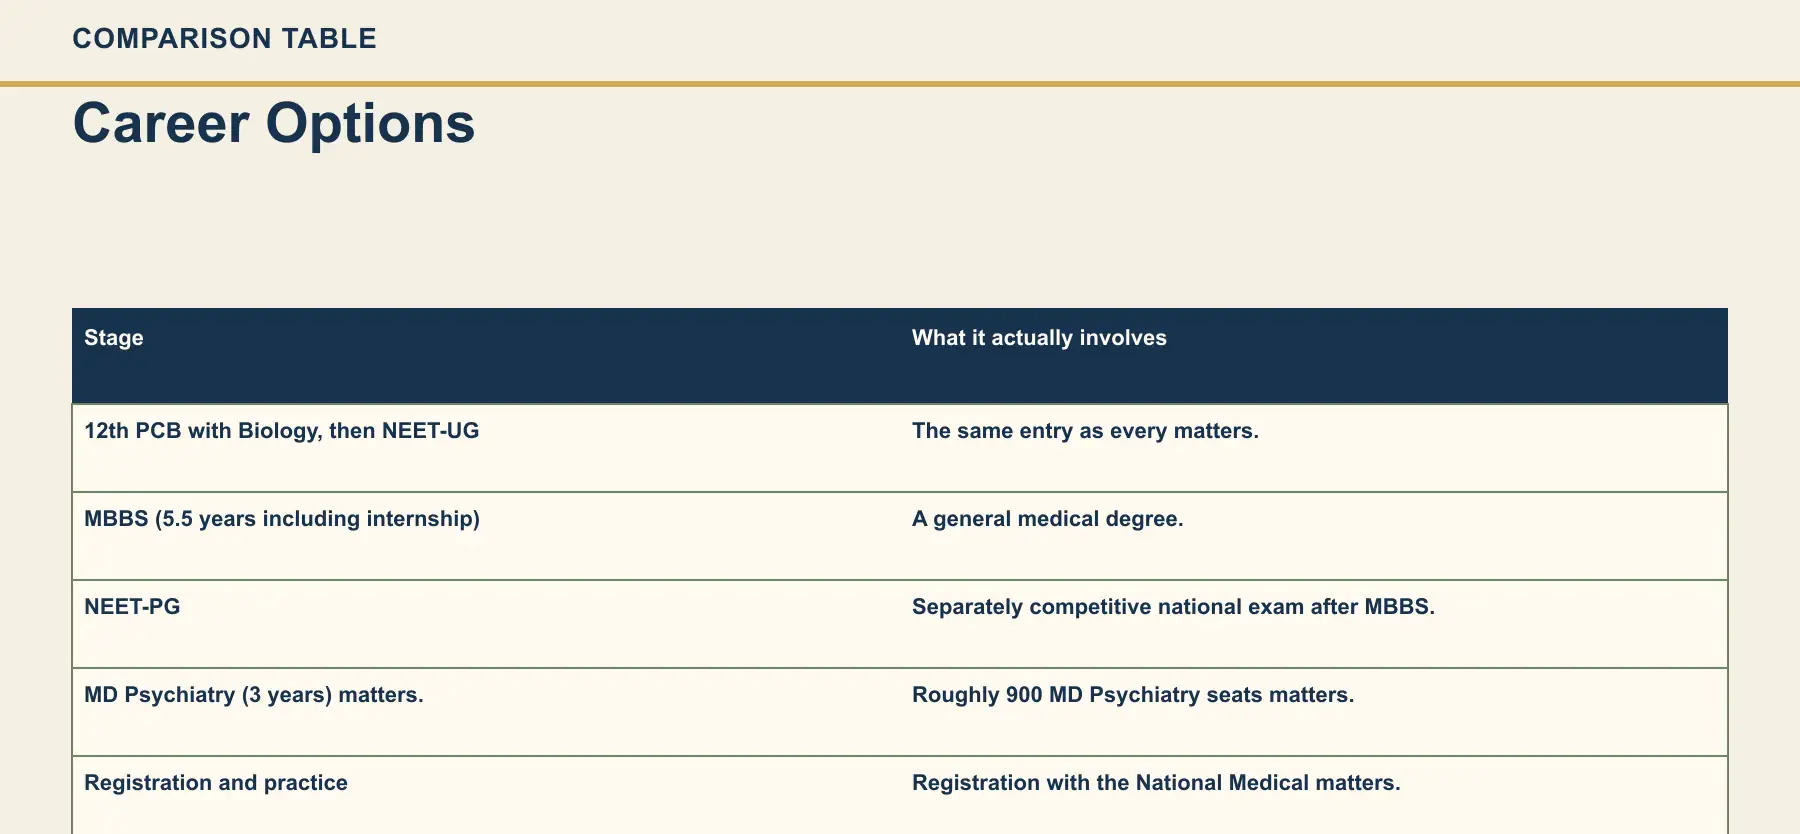 COMPARISON TABLE
Career Options
Stage
What it actually involves
12th PCB with Biology, then NEET-UG
The same entry as every matters.
MBBS (5.5 years including internship)
A general medical degree.
NEET-PG
Separately competitive national exam after MBBS.
MD Psychiatry (3 years) matters.
Roughly 900 MD Psychiatry seats matters.
Registration and practice
Registration with the National Medical matters.